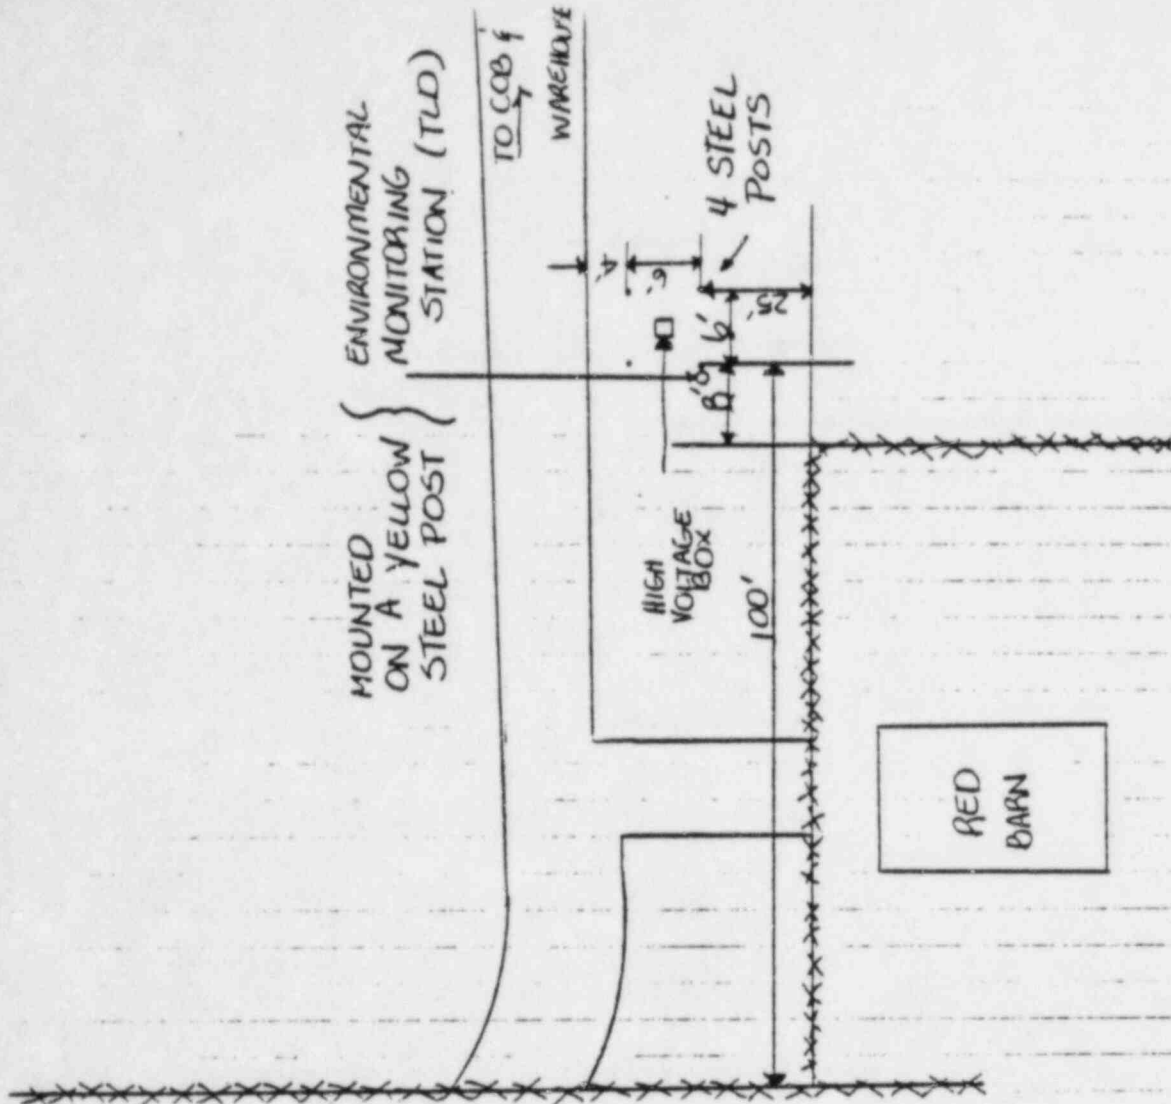 ENVIRONMENTAL
MONITORING
STATION (TLD)
MOUNTED
ON A YELLOW
STEEL POST
TO COB &
WAREHOUSE
4 STEEL
POSTS
4'
6'
6'
25'
8'
HIGH
VOLTAGE
BOX
100'
RED
BARN